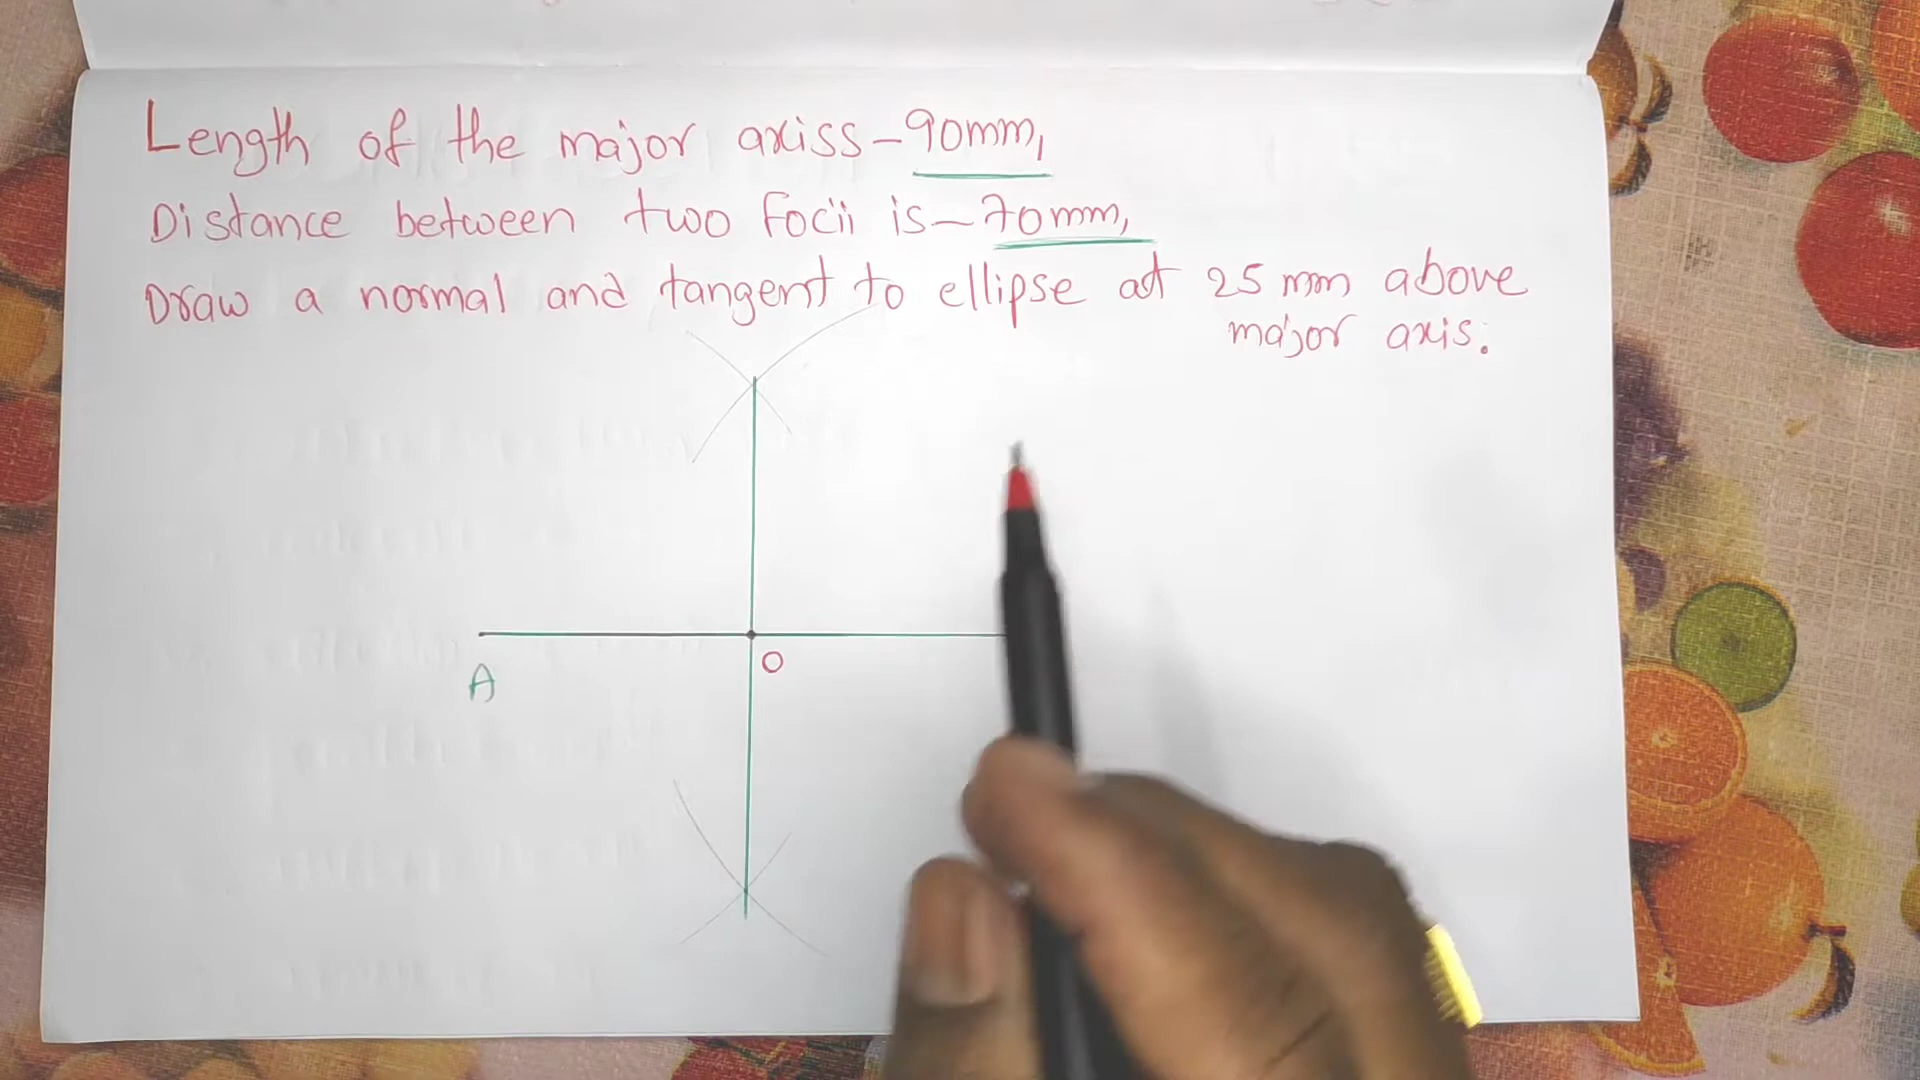 Length of the major axiss-90mm,
Distance between two Focii is-70mm,
Draw a normal and tangent to ellipse at 25 mm above
major axis.
O
A